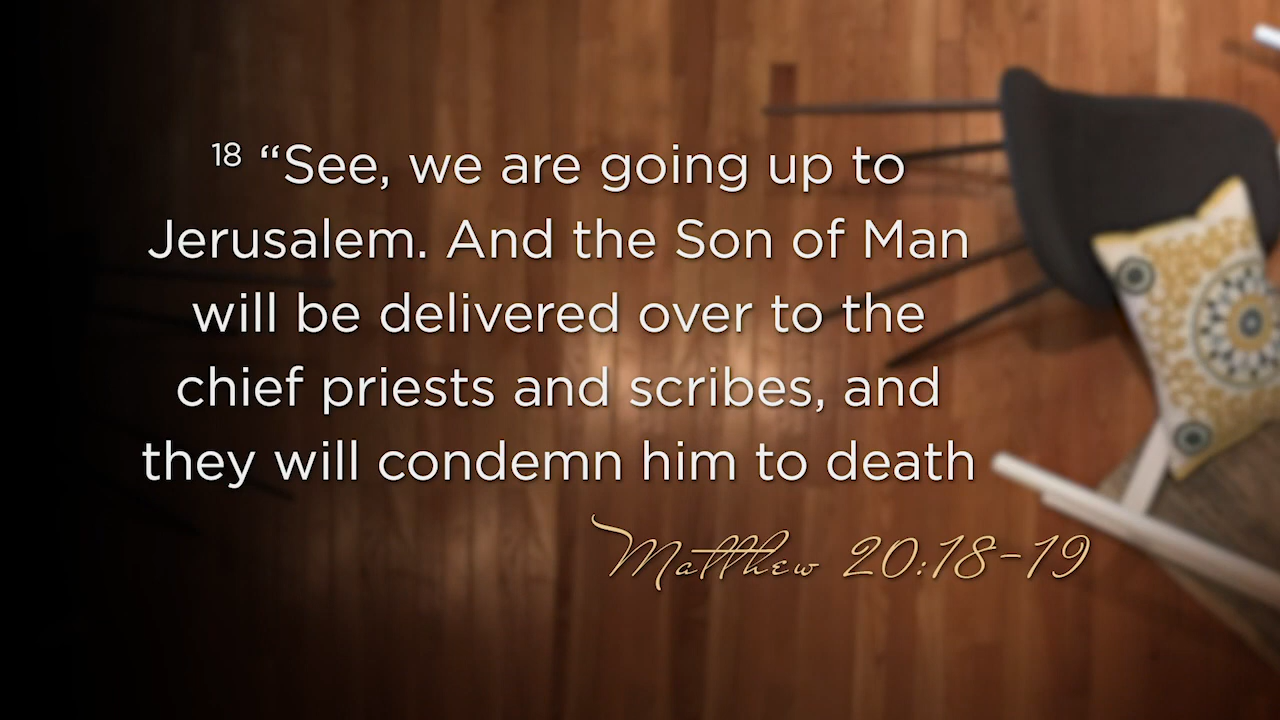 18 “See, we are going up to
Jerusalem. And the Son of Man
will be delivered over to the
chief priests and scribes, and
they will condemn him to death
Matthew 20:18-19